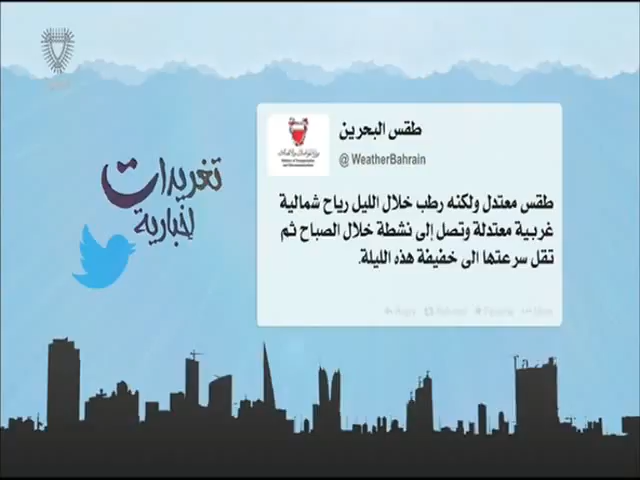 تغريدات
إخبارية
طقس البحرين
@WeatherBahrain
طقس معتدل ولكنه رطب خلال الليل رياح شمالية
غربية معتدلة وتصل إلى نشطة خلال الصباح ثم
تقل سرعتها الى خفيفة هذه الليلة.